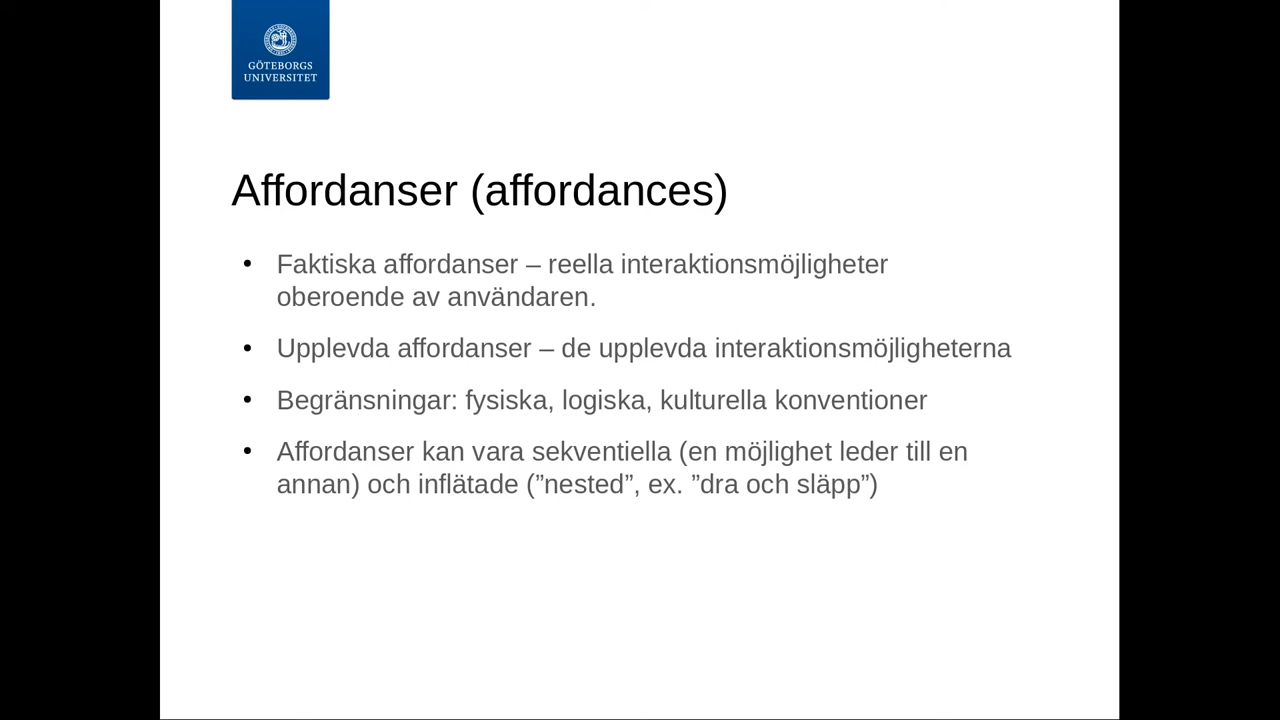 GÖTEBORGS
UNIVERSITET
Affordanser (affordances)
• Faktiska affordanser – reella interaktionsmöjligheter
oberoende av användaren.
• Upplevda affordanser – de upplevda interaktionsmöjligheterna
• Begränsningar: fysiska, logiska, kulturella konventioner
• Affordanser kan vara sekventiella (en möjlighet leder till en
annan) och inflätade (”nested”, ex. ”dra och släpp”)